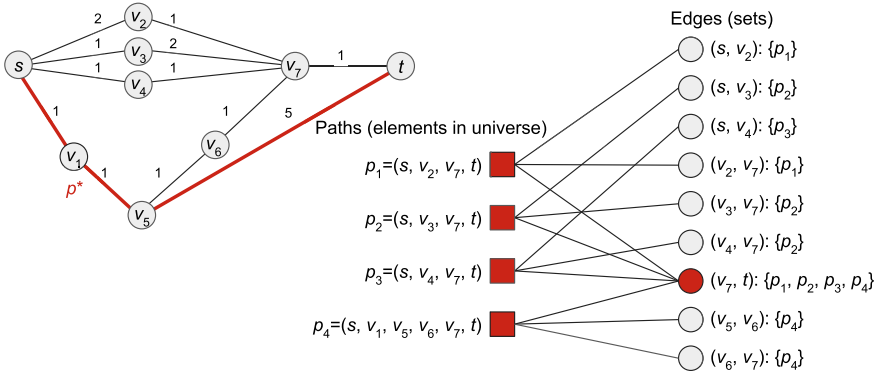 Edges (sets)
s
v2
v3
v4
v7
t
v1
v5
v6
2
1
1
2
1
1
1
1
1
1
1
5
p*
Paths (elements in universe)
p1=(s, v2, v7, t)
p2=(s, v3, v7, t)
p3=(s, v4, v7, t)
p4=(s, v1, v5, v6, v7, t)
(s, v2): {p1}
(s, v3): {p2}
(s, v4): {p3}
(v2, v7): {p1}
(v3, v7): {p2}
(v4, v7): {p2}
(v7, t): {p1, p2, p3, p4}
(v5, v6): {p4}
(v6, v7): {p4}